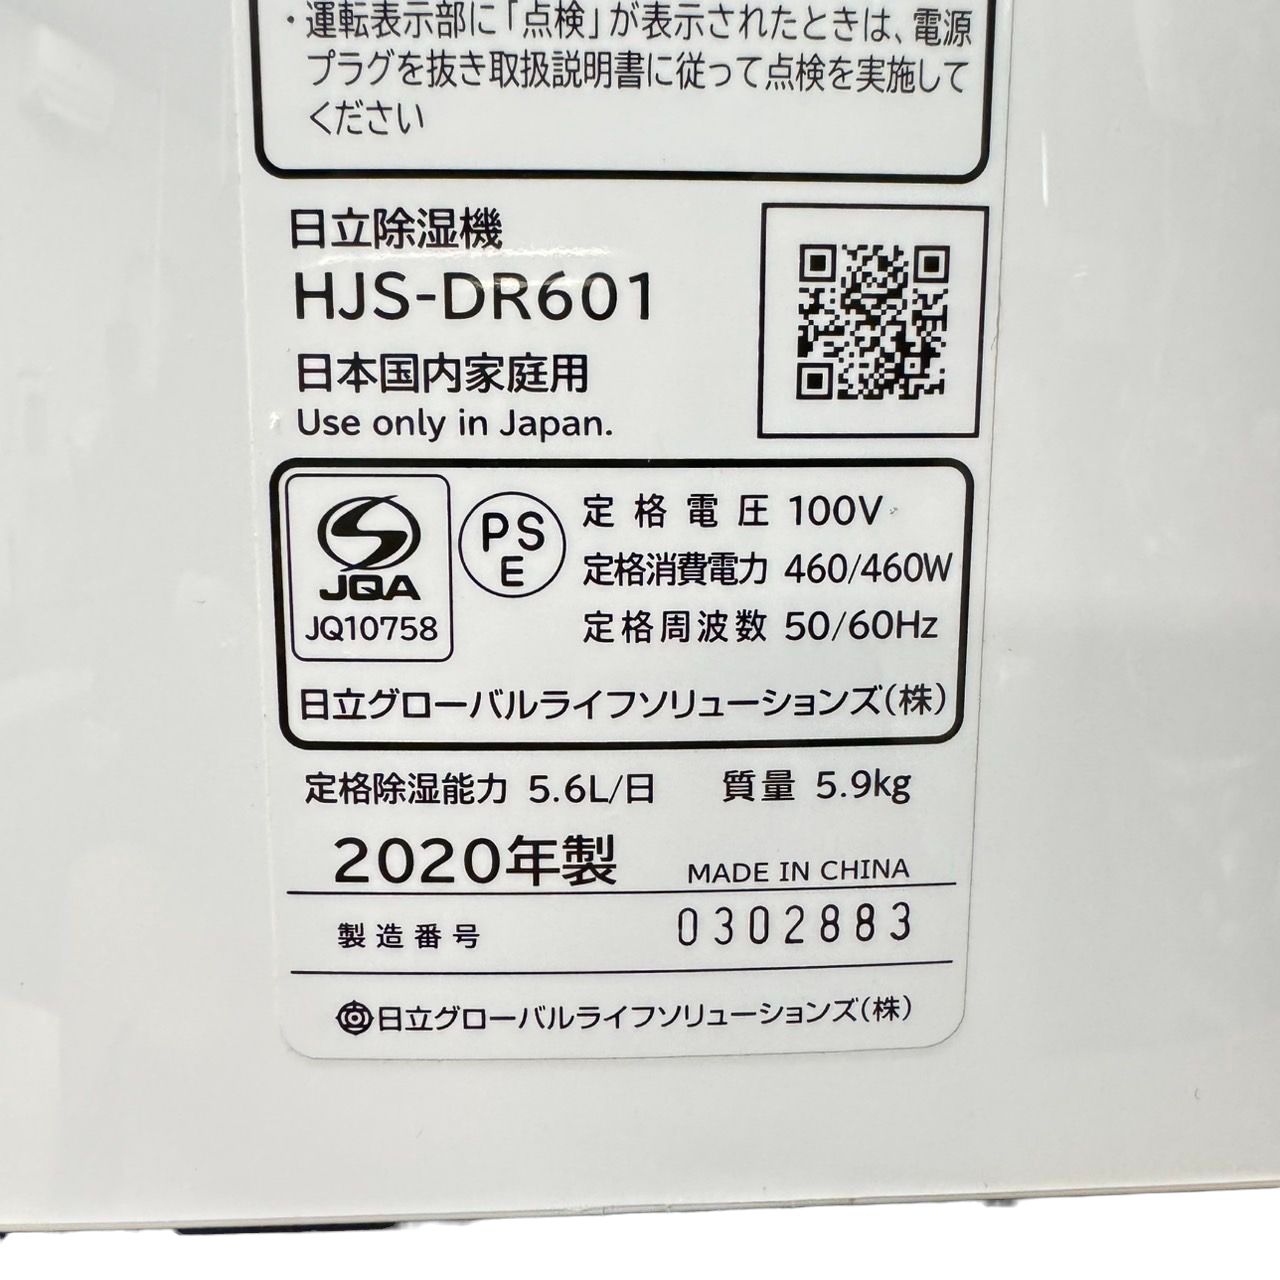 ・運転表示部に「点検」が表示されたときは、電源
プラグを抜き取扱説明書に従って点検を実施して
ください
日立除湿機
HJS-DR601
日本国内家庭用
Use only in Japan.
JQA
JQ10758
PS
E
定格電圧 100V
定格消費電力 460/460W
定格周波数 50/60Hz
日立グローバルライフソリューションズ(株)
定格除湿能力 5.6L/日 質量 5.9kg
2020年製 MADE IN CHINA
製造番号 0302883
日立グローバルライフソリューションズ(株)